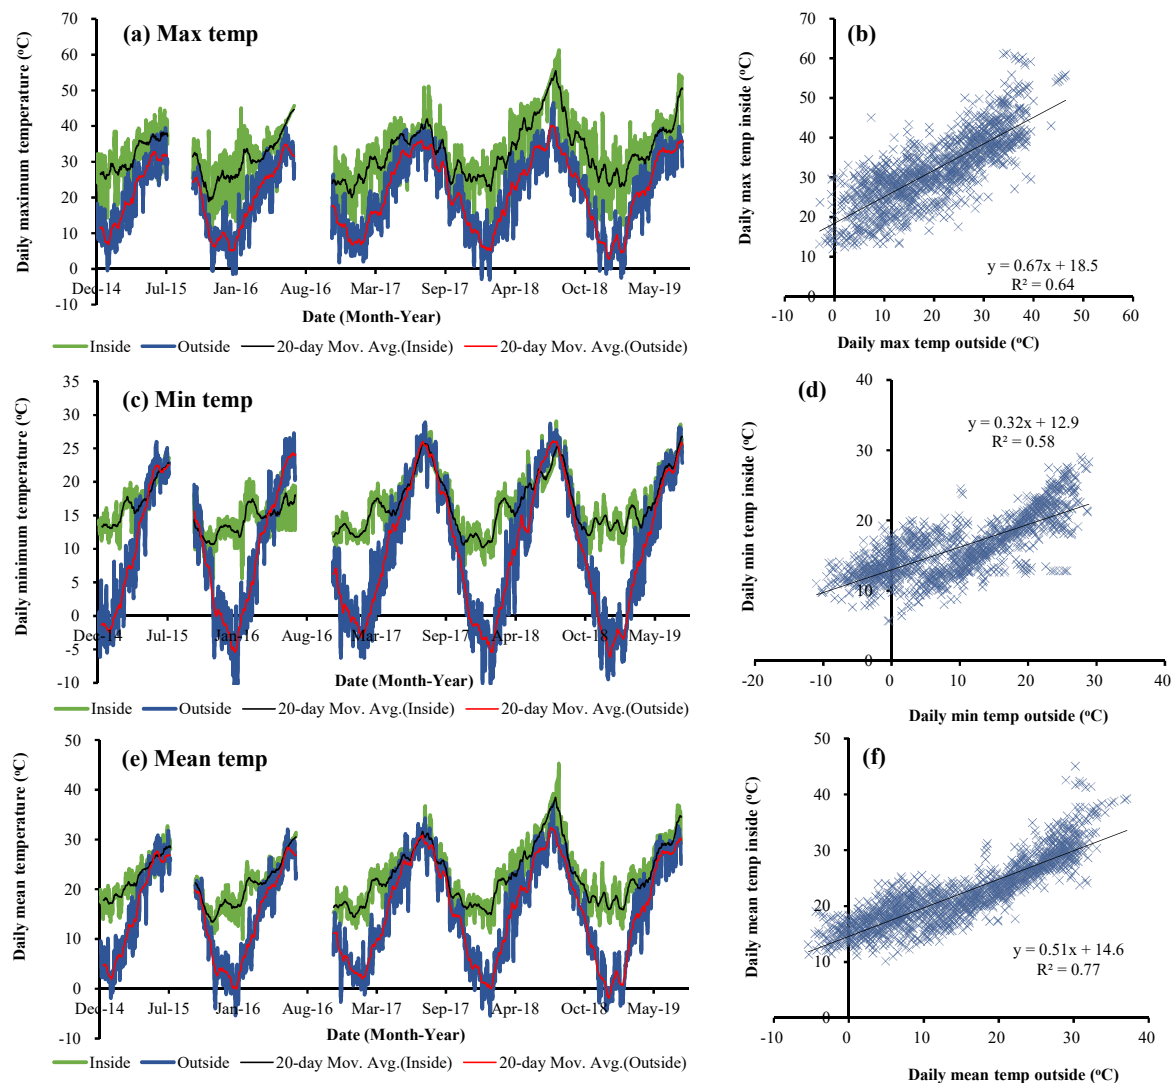 (a) Max temp
Daily maximum temperature (°C)
70
60
50
40
30
20
10
0
-10
Dec-14 Jul-15 Jan-16 Aug-16 Mar-17 Sep-17 Apr-18 Oct-18 May-19
Date (Month-Year)
Inside Outside 20-day Mov. Avg.(Inside) 20-day Mov. Avg.(Outside)
(b)
Daily max temp inside (°C)
70
60
50
40
30
20
10
0
y = 0.67x + 18.5
R² = 0.64
-10 0 10 20 30 40 50 60
Daily max temp outside (°C)
(c) Min temp
Daily minimum temperature (°C)
35
30
25
20
15
10
5
0
-5
-10
Dec-14 Jul-15 Jan-16 Aug-16 Mar-17 Sep-17 Apr-18 Oct-18 May-19
Date (Month-Year)
Inside Outside 20-day Mov. Avg.(Inside) 20-day Mov. Avg.(Outside)
(d)
Daily min temp inside (°C)
40
30
20
10
0
y = 0.32x + 12.9
R² = 0.58
-20 -10 0 10 20 30 40
Daily min temp outside (°C)
(e) Mean temp
Daily mean temperature (°C)
50
40
30
20
10
0
-10
Dec-14 Jul-15 Jan-16 Aug-16 Mar-17 Sep-17 Apr-18 Oct-18 May-19
Date (Month-Year)
Inside Outside 20-day Mov. Avg.(Inside) 20-day Mov. Avg.(Outside)
(f)
Daily mean temp inside (°C)
50
40
30
20
10
0
y = 0.51x + 14.6
R² = 0.77
-10 0 10 20 30 40
Daily mean temp outside (°C)